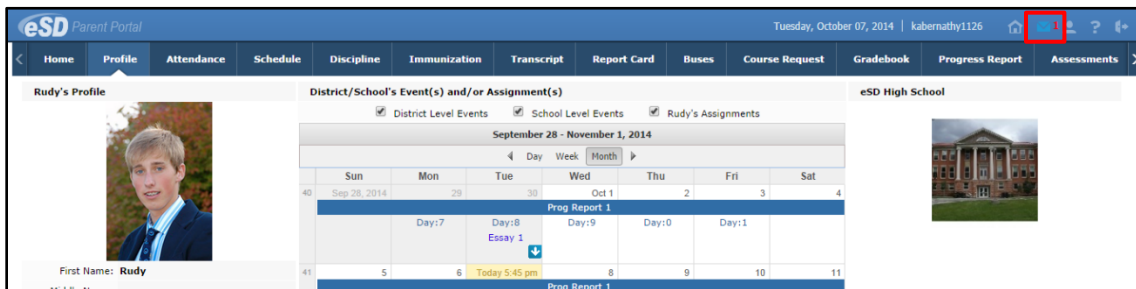 eSD Parent Portal
Tuesday, October 07, 2014 | kabernathy1126
1
?
Home Profile Attendance Schedule Discipline Immunization Transcript Report Card Buses Course Request Gradebook Progress Report Assessments
Rudy's Profile
District/School's Event(s) and/or Assignment(s)
eSD High School
District Level Events School Level Events Rudy's Assignments
September 28 - November 1, 2014
Day Week Month
Sun Mon Tue Wed Thu Fri Sat
40 Sep 28, 2014 29 30 Oct 1 2 3 4
Prog Report 1
Day:7 Day:8 Day:9 Day:0 Day:1
Essay 1
First Name: Rudy
41 5 6 Today 5:45 pm 8 9 10 11
Prog Report 1